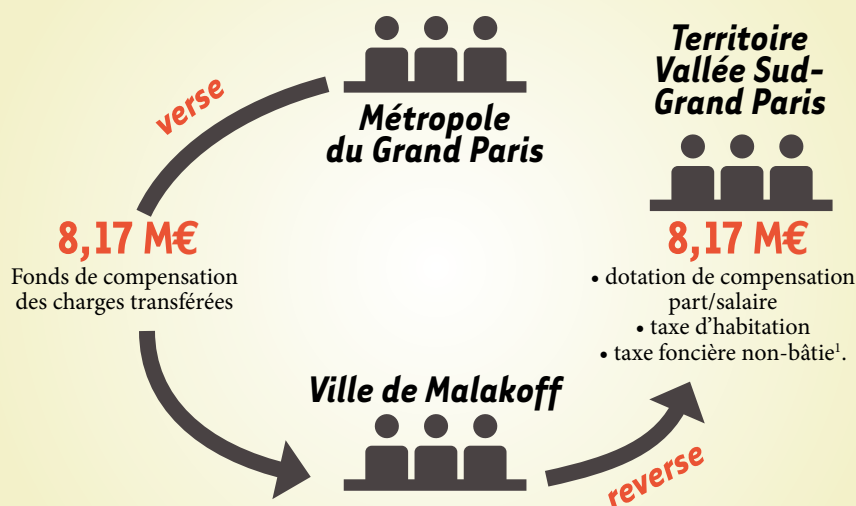 Métropole
du Grand Paris
verse
8,17 M€
Fonds de compensation
des charges transférées
Ville de Malakoff
reverse
Territoire
Vallée Sud-
Grand Paris
8,17 M€
• dotation de compensation
part/salaire
• taxe d'habitation
• taxe foncière non-bâtie¹.